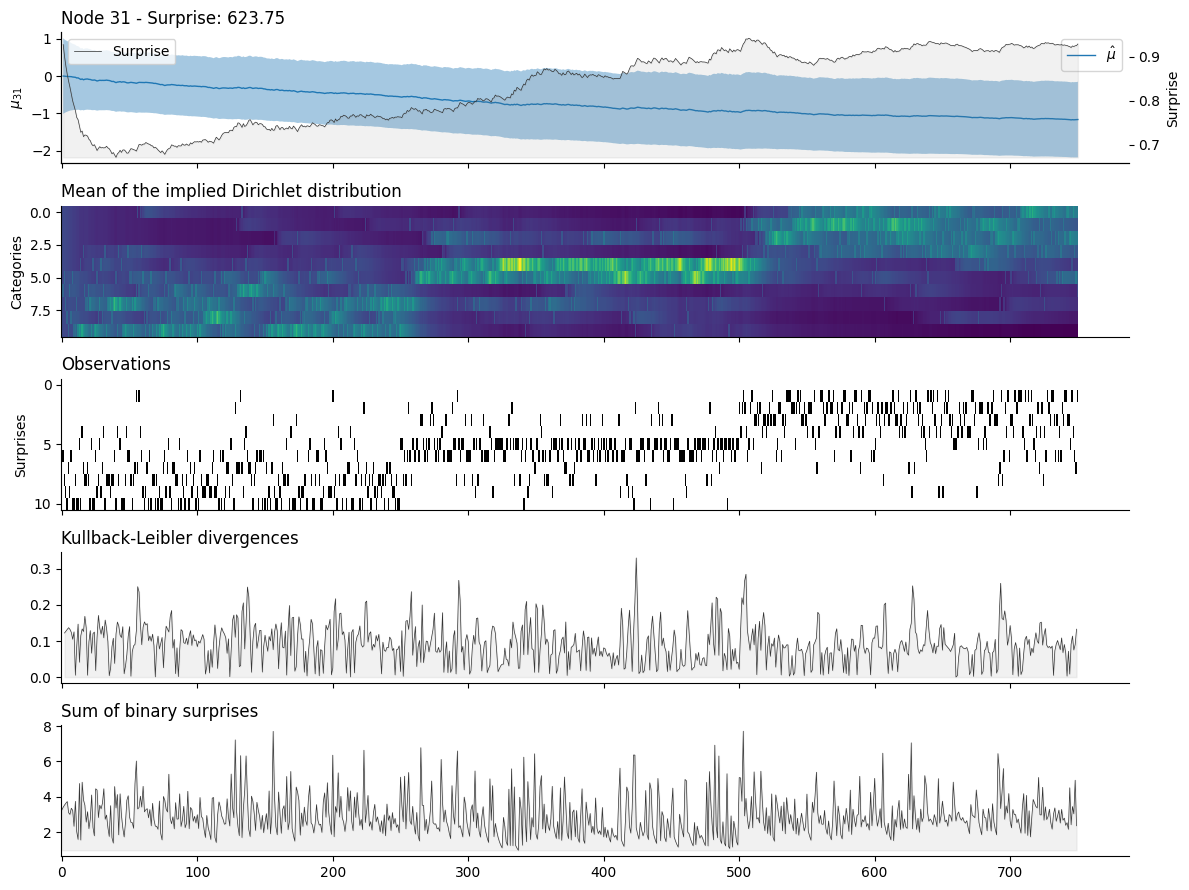 Node 31 - Surprise: 623.75
1
0
−1
−2
μ31
Surprise
μ̂
0.9
0.8
0.7
Surprise
Mean of the implied Dirichlet distribution
0.0
2.5
5.0
7.5
Categories
Observations
0
5
10
Surprises
Kullback-Leibler divergences
0.3
0.2
0.1
0.0
Sum of binary surprises
8
6
4
2
0 100 200 300 400 500 600 700